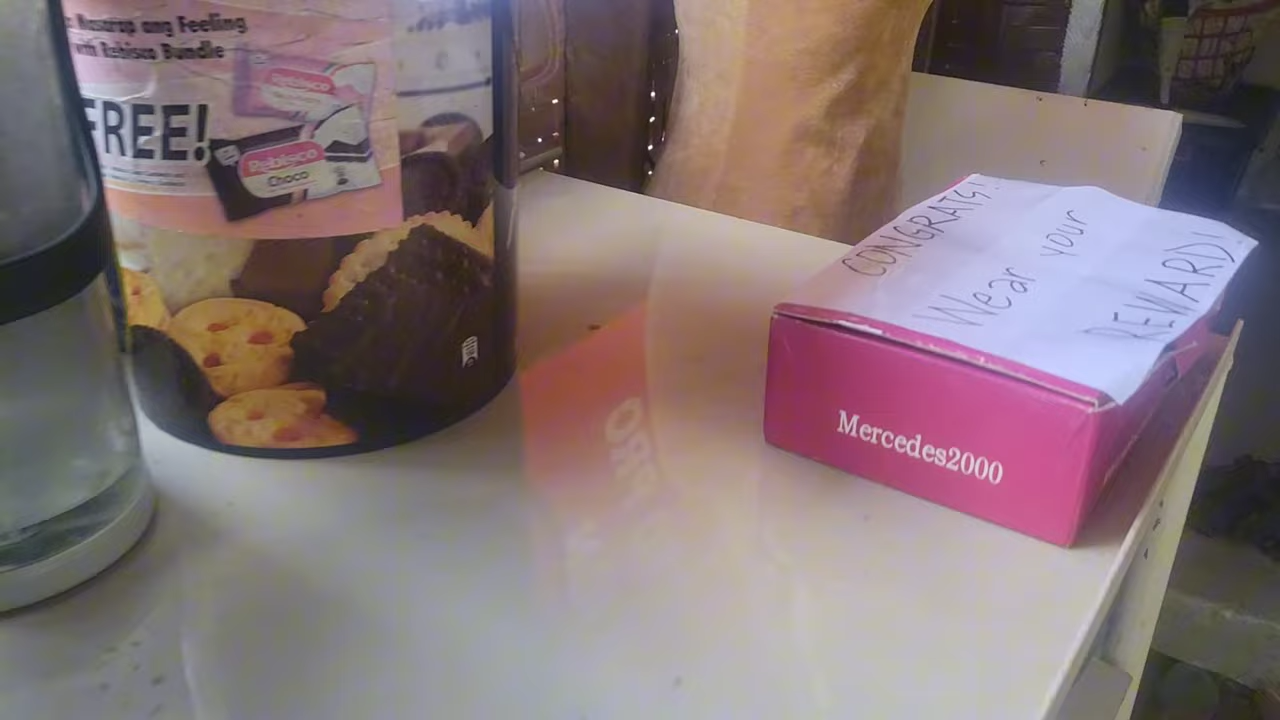 Masarap ang Feeling
with Rebisco Bundle
FREE!
Rebisco
Rebisco
Choco
CONGRATS!
Wear your
REWARD!
Mercedes2000